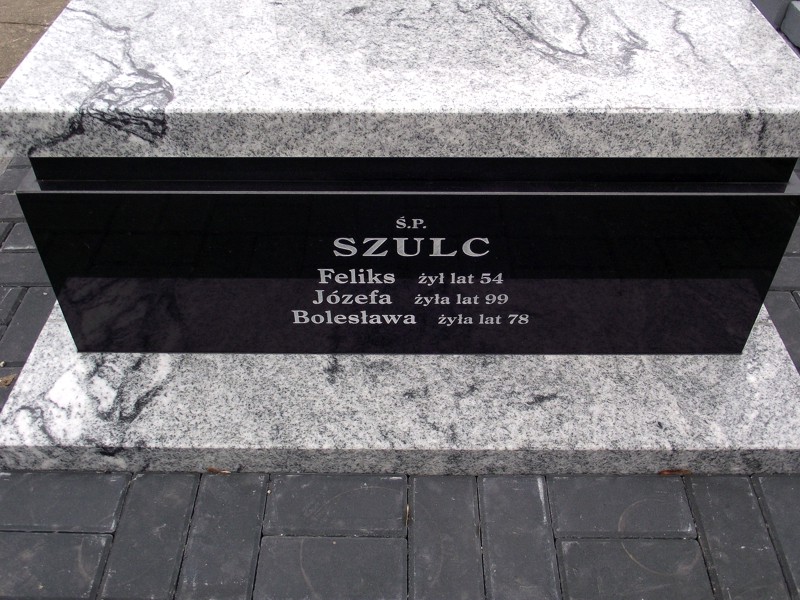 Ś.P.
SZULC
Feliks żył lat 54
Józefa żyła lat 99
Bolesława żyła lat 78